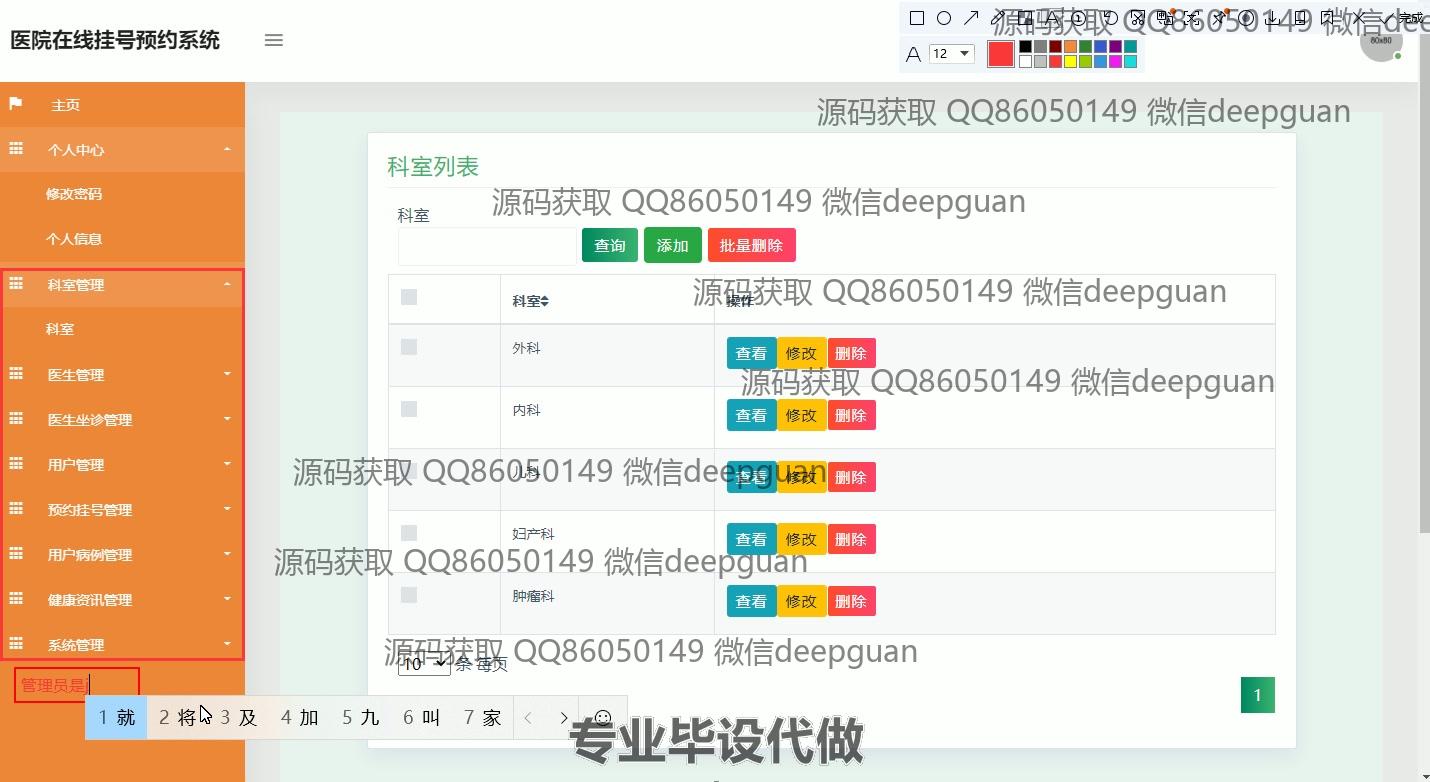 医院在线挂号预约系统
源码获取 QQ86050149 微信deepguan
完成
A 12
80x80
主页
个人中心
修改密码
个人信息
科室管理
科室
医生管理
医生坐诊管理
用户管理
预约挂号管理
用户病例管理
健康资讯管理
系统管理
管理员是j
1 就 2 将 3 及 4 加 5 九 6 叫 7 家
源码获取 QQ86050149 微信deepguan
科室列表
源码获取 QQ86050149 微信deepguan
科室
查询 添加 批量删除
源码获取 QQ86050149 微信deepguan
科室 操作
外科 查看 修改 删除
源码获取 QQ86050149 微信deepguan
内科 查看 修改 删除
源码获取 QQ86050149 微信deepguan
儿科 查看 修改 删除
妇产科 查看 修改 删除
源码获取 QQ86050149 微信deepguan
肿瘤科 查看 修改 删除
源码获取 QQ86050149 微信deepguan
10 条 每页
1
专业毕设代做